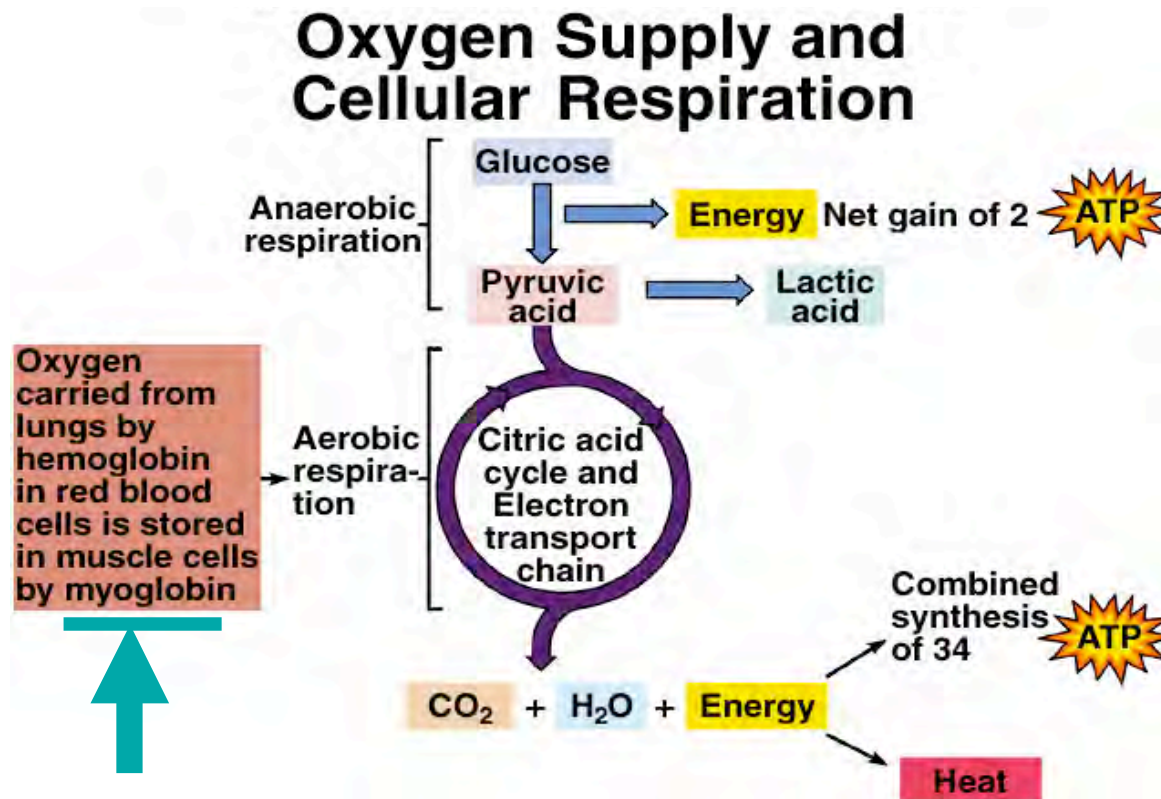 Oxygen Supply and
Cellular Respiration
Glucose
Anaerobic
respiration
Energy Net gain of 2 ATP
Pyruvic
acid
Lactic
acid
Oxygen
carried from
lungs by
hemoglobin
in red blood
cells is stored
in muscle cells
by myoglobin
Aerobic
respira-
tion
Citric acid
cycle and
Electron
transport
chain
Combined
synthesis
of 34 ATP
CO₂ + H₂O + Energy
Heat